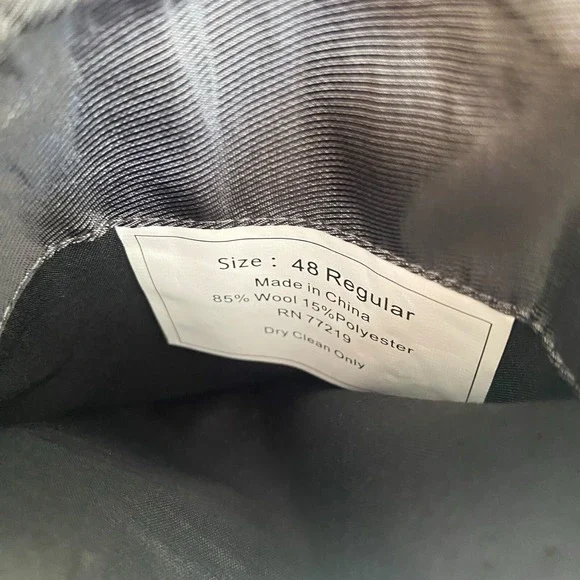 Size : 48 Regular
Made in China
85% Wool 15%Polyester
RN 77219
Dry Clean Only